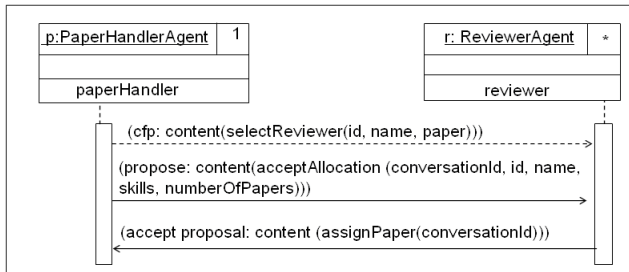 p:PaperHandlerAgent 1
r: ReviewerAgent *
paperHandler
reviewer
(cfp: content(selectReviewer(id, name, paper)))
(propose: content(acceptAllocation (conversationId, id, name,
skills, numberOfPapers)))
(accept proposal: content (assignPaper(conversationId)))